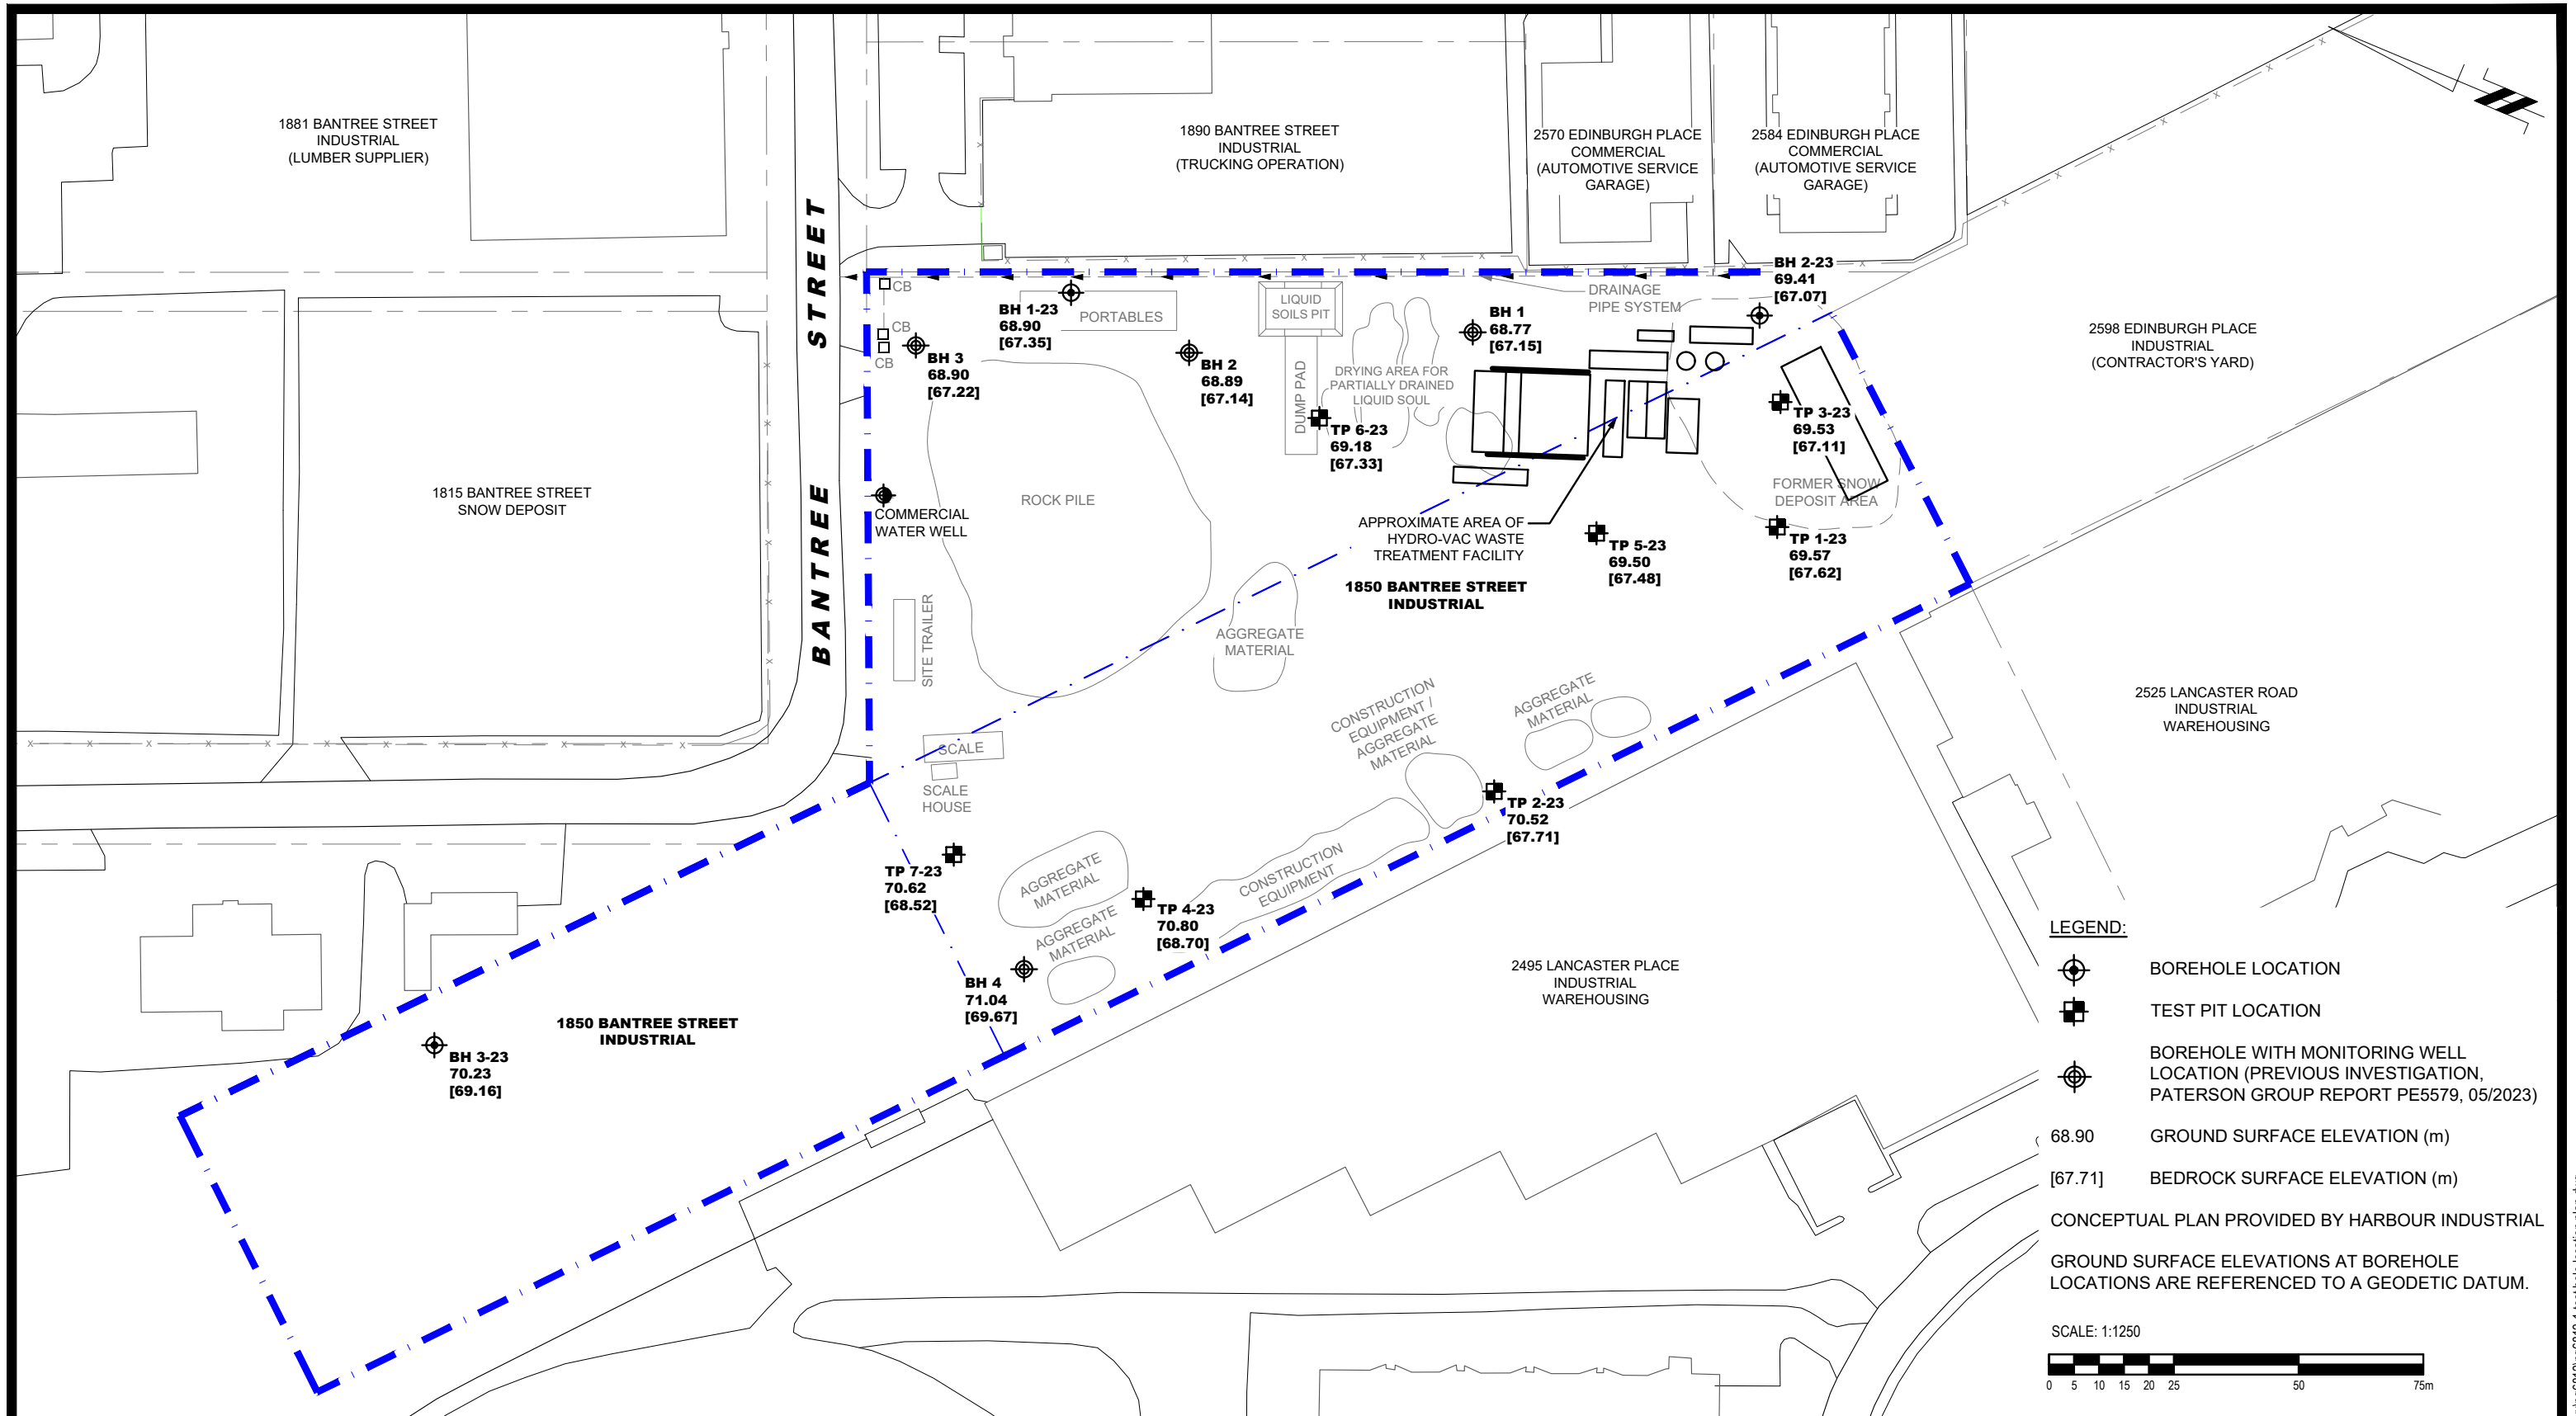 1881 BANTREE STREET
INDUSTRIAL
(LUMBER SUPPLIER)
1890 BANTREE STREET
INDUSTRIAL
(TRUCKING OPERATION)
2570 EDINBURGH PLACE
COMMERCIAL
(AUTOMOTIVE SERVICE
GARAGE)
2584 EDINBURGH PLACE
COMMERCIAL
(AUTOMOTIVE SERVICE
GARAGE)
BANTREE STREET
2598 EDINBURGH PLACE
INDUSTRIAL
(CONTRACTOR'S YARD)
1815 BANTREE STREET
SNOW DEPOSIT
CB
CB
CB
BH 1-23
68.90
[67.35]
PORTABLES
LIQUID
SOILS PIT
DUMP PAD
BH 1
68.77
[67.15]
DRAINAGE
PIPE SYSTEM
BH 2-23
69.41
[67.07]
BH 3
68.90
[67.22]
BH 2
68.89
[67.14]
DRYING AREA FOR
PARTIALLY DRAINED
LIQUID SOUL
TP 6-23
69.18
[67.33]
TP 3-23
69.53
[67.11]
FORMER SNOW
DEPOSIT AREA
ROCK PILE
COMMERCIAL
WATER WELL
APPROXIMATE AREA OF
HYDRO-VAC WASTE
TREATMENT FACILITY
TP 5-23
69.50
[67.48]
TP 1-23
69.57
[67.62]
1850 BANTREE STREET
INDUSTRIAL
SITE TRAILER
AGGREGATE
MATERIAL
SCALE
SCALE
HOUSE
CONSTRUCTION
EQUIPMENT /
AGGREGATE
MATERIAL
AGGREGATE
MATERIAL
2525 LANCASTER ROAD
INDUSTRIAL
WAREHOUSING
TP 2-23
70.52
[67.71]
TP 7-23
70.62
[68.52]
AGGREGATE
MATERIAL
CONSTRUCTION
EQUIPMENT
TP 4-23
70.80
[68.70]
AGGREGATE
MATERIAL
BH 4
71.04
[69.67]
2495 LANCASTER PLACE
INDUSTRIAL
WAREHOUSING
1850 BANTREE STREET
INDUSTRIAL
BH 3-23
70.23
[69.16]
LEGEND:
BOREHOLE LOCATION
TEST PIT LOCATION
BOREHOLE WITH MONITORING WELL
LOCATION (PREVIOUS INVESTIGATION,
PATERSON GROUP REPORT PE5579, 05/2023)
68.90 GROUND SURFACE ELEVATION (m)
[67.71] BEDROCK SURFACE ELEVATION (m)
CONCEPTUAL PLAN PROVIDED BY HARBOUR INDUSTRIAL
GROUND SURFACE ELEVATIONS AT BOREHOLE
LOCATIONS ARE REFERENCED TO A GEODETIC DATUM.
SCALE: 1:1250
0 5 10 15 20 25 50 75m